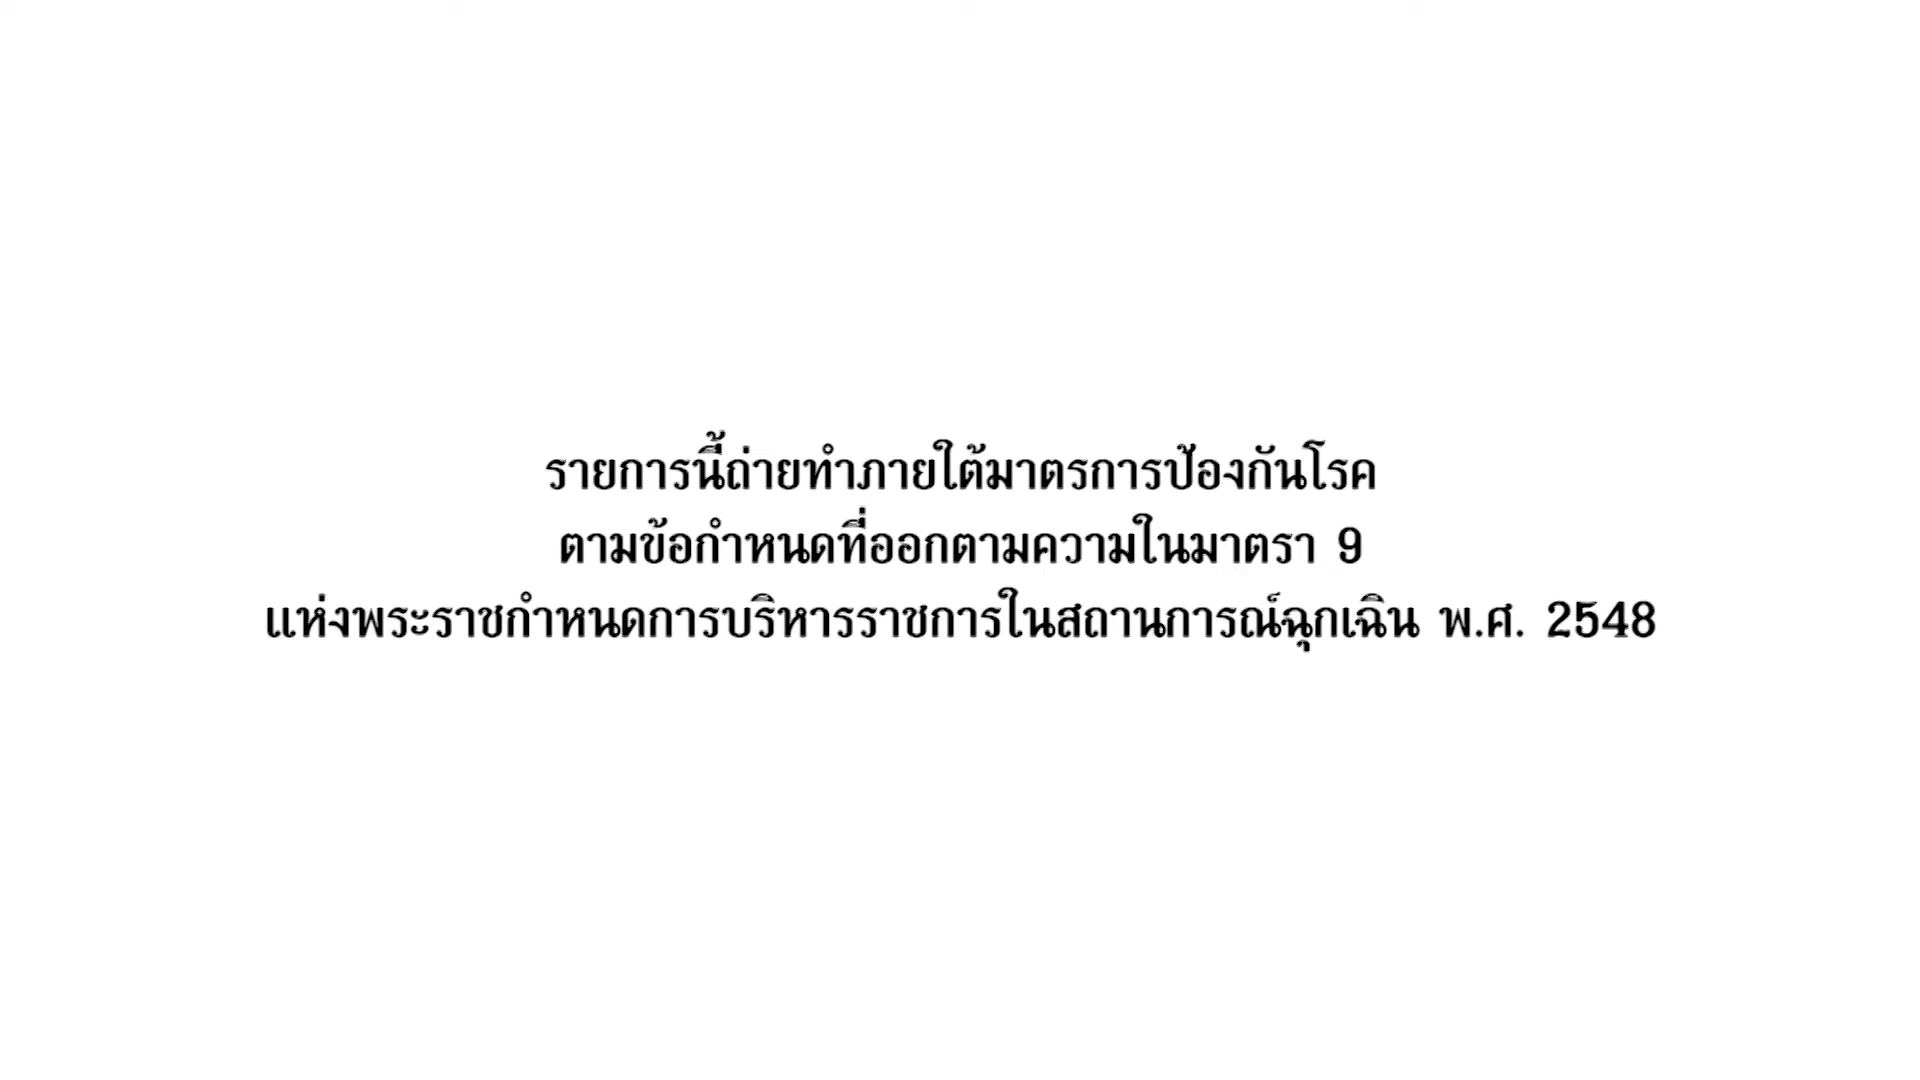 รายการนี้ถ่ายทำภายใต้มาตรการป้องกันโรค
ตามข้อกำหนดที่ออกตามความในมาตรา 9
แห่งพระราชกำหนดการบริหารราชการในสถานการณ์ฉุกเฉิน พ.ศ. 2548